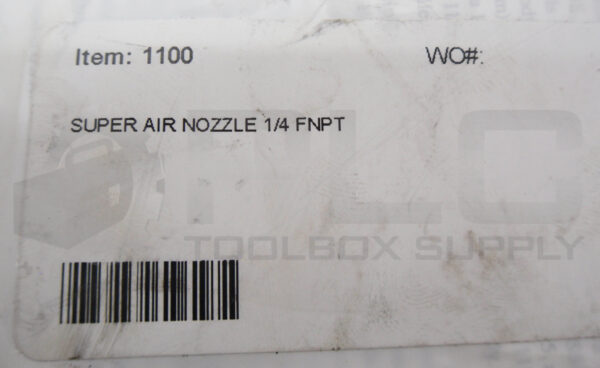 Item: 1100
WO#:
SUPER AIR NOZZLE 1/4 FNPT
PLC
TOOLBOX SUPPLY